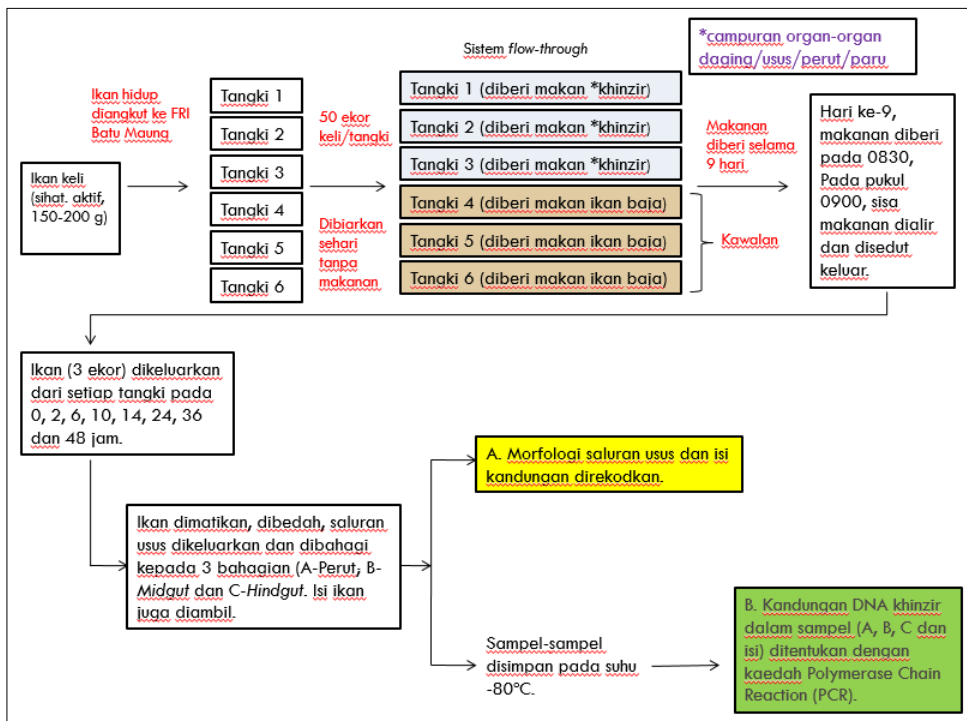 Sistem flow-through
*campuran organ-organ
daging/usus/perut/paru
Ikan hidup
diangkut ke FRI
Batu Maung
Ikan keli
(sihat. aktif,
150-200 g)
Tangki 1
Tangki 2
Tangki 3
Tangki 4
Tangki 5
Tangki 6
50 ekor
keli/tangki
Dibiarkan
sehari
tanpa
makanan
Tangki 1 (diberi makan *khinzir)
Tangki 2 (diberi makan *khinzir)
Tangki 3 (diberi makan *khinzir)
Tangki 4 (diberi makan ikan baja)
Tangki 5 (diberi makan ikan baja)
Tangki 6 (diberi makan ikan baja)
Makanan
diberi selama
9 hari
Kawalan
Hari ke-9,
makanan diberi
pada 0830,
Pada pukul
0900, sisa
makanan dialir
dan disedut
keluar.
Ikan (3 ekor) dikeluarkan
dari setiap tangki pada
0, 2, 6, 10, 14, 24, 36
dan 48 jam.
Ikan dimatikan, dibedah, saluran
usus dikeluarkan dan dibahagi
kepada 3 bahagian (A-Perut; B-
Midgut dan C-Hindgut. Isi ikan
juga diambil.
A. Morfologi saluran usus dan isi
kandungan direkodkan.
Sampel-sampel
disimpan pada suhu
-80°C.
B. Kandungan DNA khinzir
dalam sampel (A, B, C dan
isi) ditentukan dengan
kaedah Polymerase Chain
Reaction (PCR).